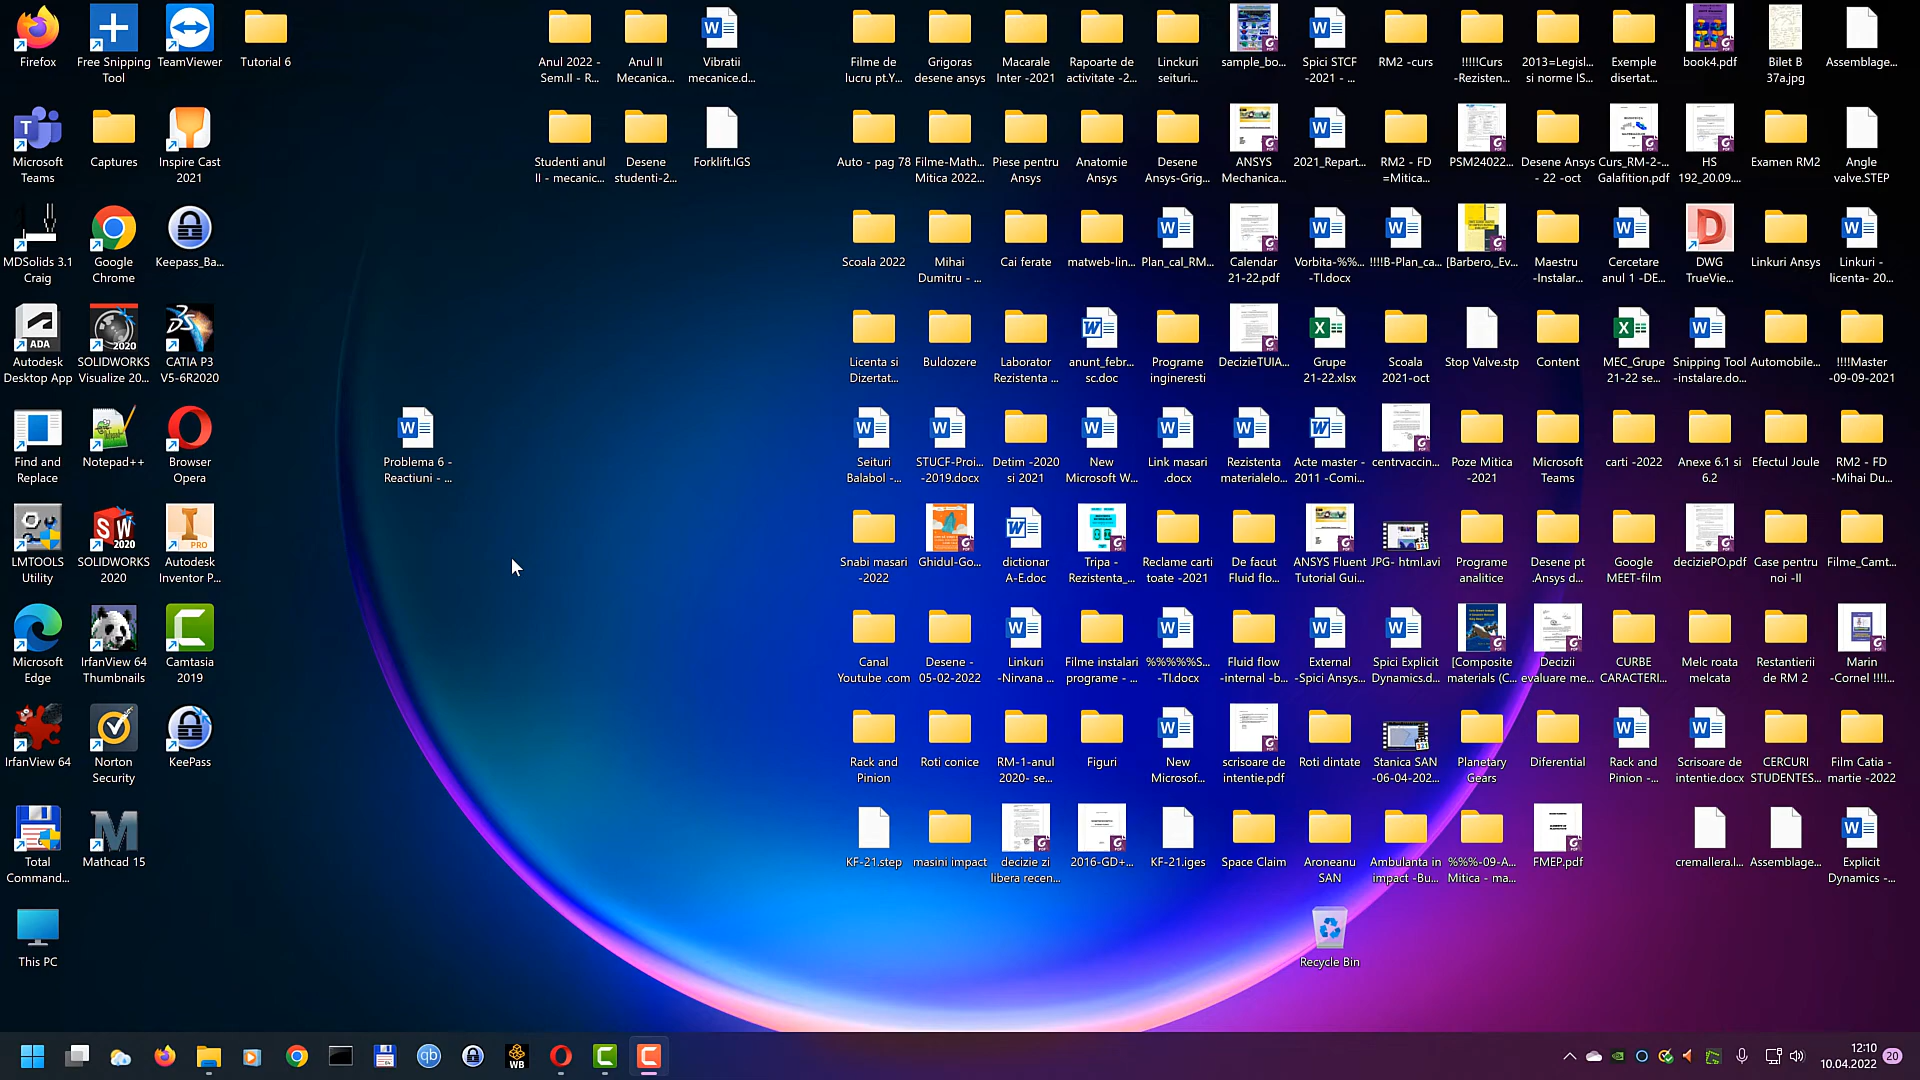 Firefox
Free Snipping
Tool
TeamViewer
Tutorial 6
Anul 2022 -
Sem.II - R...
Anul II
Mecanica...
Vibratii
mecanice.d...
Filme de
lucru pt.Y...
Grigoras
desene ansys
Macarale
Inter -2021
Rapoarte de
activitate -2...
Linckuri
seituri...
sample_bo...
Spici STCF
-2021 - ...
RM2 -curs
!!!!!Curs
-Rezisten...
2013=Legisl...
si norme IS...
Exemple
disertat...
book4.pdf
Bilet B
37a.jpg
Assemblage...
Microsoft
Teams
Captures
Inspire Cast
2021
Studenti anul
II - mecanic...
Desene
studenti-2...
Forklift.IGS
Auto - pag 78
Filme-Math...
Mitica 2022...
Piese pentru
Ansys
Anatomie
Ansys
Desene
Ansys-Grig...
ANSYS
Mechanica...
2021_Repart...
RM2 - FD
=Mitica...
PSM24022...
Desene Ansys
- 22 -oct
Curs_RM-2-...
Galafition.pdf
HS
192_20.09....
Examen RM2
Angle
valve.STEP
MDSolids 3.1
Craig
Google
Chrome
Keepass_Ba...
Scoala 2022
Mihai
Dumitru - ...
Cai ferate
matweb-lin...
Plan_cal_RM...
Calendar
21-22.pdf
Vorbita-%%...
-TI.docx
!!!!B-Plan_ca...
[Barbero,_Ev...
Maestru
-Instalar...
Cercetare
anul 1 -DE...
DWG
TrueVie...
Linkuri Ansys
Linkuri -
licenta- 20...
ADA
Autodesk
Desktop App
2020
SOLIDWORKS
Visualize 20...
CATIA P3
V5-6R2020
Licenta si
Dizertat...
Buldozere
Laborator
Rezistenta ...
anunt_febr...
sc.doc
Programe
ingineresti
DecizieTUIA...
Grupe
21-22.xlsx
Scoala
2021-oct
Stop Valve.stp
Content
MEC_Grupe
21-22 se...
Snipping Tool
-instalare.do...
Automobile...
!!!!Master
-09-09-2021
Find and
Replace
Notepad++
Browser
Opera
Problema 6 -
Reactiuni - ...
Seituri
Balabol -...
STUCF-Proi...
-2019.docx
Detim -2020
si 2021
New
Microsoft W...
Link masari
.docx
Rezistenta
materialelo...
Acte master -
2011 -Comi...
centrvaccin...
Poze Mitica
-2021
Microsoft
Teams
carti -2022
Anexe 6.1 si
6.2
Efectul Joule
RM2 - FD
-Mihai Du...
LMTOOLS
Utility
SW
2020
SOLIDWORKS
2020
PRO
Autodesk
Inventor P...
Snabi masari
-2022
Ghidul-Go...
dictionar
A-E.doc
Tripa -
Rezistenta_...
Reclame carti
toate -2021
De facut
Fluid flo...
ANSYS Fluent
Tutorial Gui...
JPG- html.avi
Programe
analitice
Desene pt
.Ansys d...
Google
MEET-film
deciziePO.pdf
Case pentru
noi -II
Filme_Camt...
Microsoft
Edge
IrfanView 64
Thumbnails
Camtasia
2019
Canal
Youtube .com
Desene -
05-02-2022
Linkuri
-Nirvana ...
Filme instalari
programe - ...
%%%%%S...
-TI.docx
Fluid flow
-internal -b...
External
-Spici Ansys...
Spici Explicit
Dynamics.d...
[Composite
materials (C...
Decizii
evaluare me...
CURBE
CARACTERI...
Melc roata
melcata
Restantierii
de RM 2
Marin
-Cornel !!!!...
IrfanView 64
Norton
Security
KeePass
Rack and
Pinion
Roti conice
RM-1-anul
2020- se...
Figuri
New
Microsof...
scrisoare de
intentie.pdf
Roti dintate
Stanica SAN
-06-04-202...
Planetary
Gears
Diferential
Rack and
Pinion -...
Scrisoare de
intentie.docx
CERCURI
STUDENTES...
Film Catia -
martie -2022
Total
Command...
Mathcad 15
KF-21.step
masini impact
decizie zi
libera recen...
2016-GD+...
KF-21.iges
Space Claim
Aroneanu
SAN
Ambulanta in
impact -Bu...
%%%-09-A...
Mitica - ma...
FMEP.pdf
cremallera.I...
Assemblage...
Explicit
Dynamics -...
This PC
Recycle Bin
qb
WB
12:10
10.04.2022
20